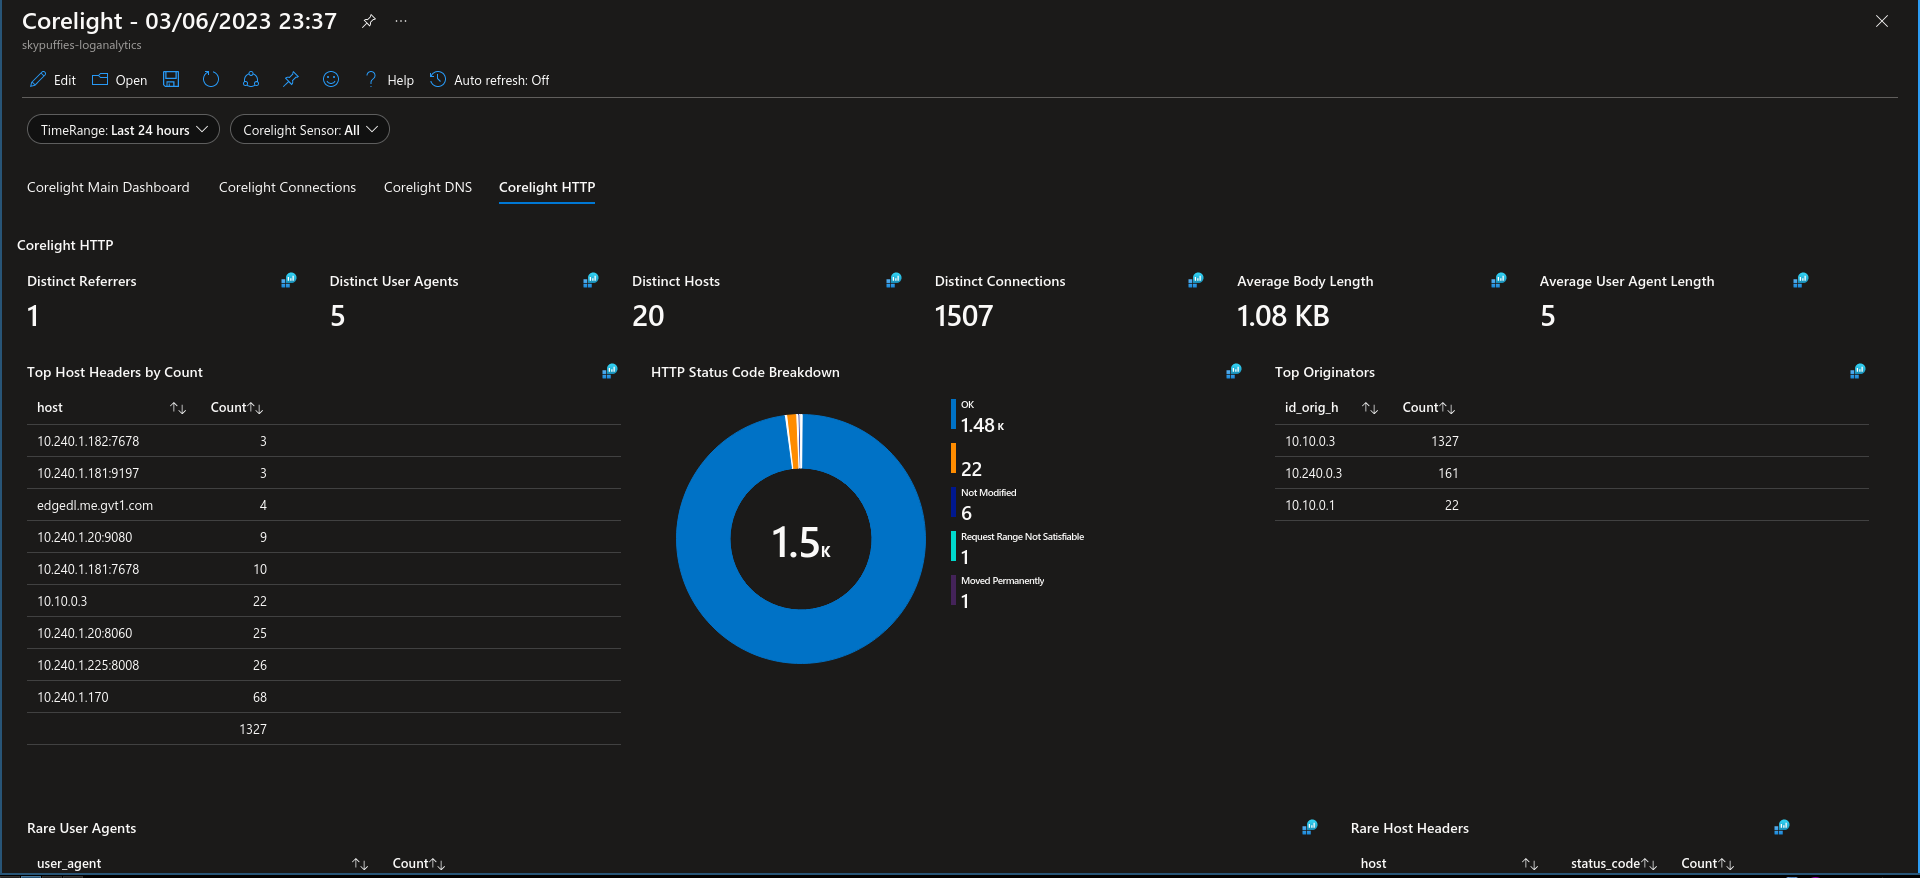 Corelight - 03/06/2023 23:37
skypuffies-loganalytics
Edit Open Help Auto refresh: Off
TimeRange: Last 24 hours Corelight Sensor: All
Corelight Main Dashboard Corelight Connections Corelight DNS Corelight HTTP
Corelight HTTP
Distinct Referrers Distinct User Agents Distinct Hosts Distinct Connections Average Body Length Average User Agent Length
1 5 20 1507 1.08 KB 5
Top Host Headers by Count
host Count
10.240.1.182:7678 3
10.240.1.181:9197 3
edgedl.me.gvt1.com 4
10.240.1.20:9080 9
10.240.1.181:7678 10
10.10.0.3 22
10.240.1.20:8060 25
10.240.1.225:8008 26
10.240.1.170 68
1327
HTTP Status Code Breakdown
1.5K
OK
1.48 K
22
Not Modified
6
Request Range Not Satisfiable
1
Moved Permanently
1
Top Originators
id_orig_h Count
10.10.0.3 1327
10.240.0.3 161
10.10.0.1 22
Rare User Agents
user_agent Count
Rare Host Headers
host status_code Count